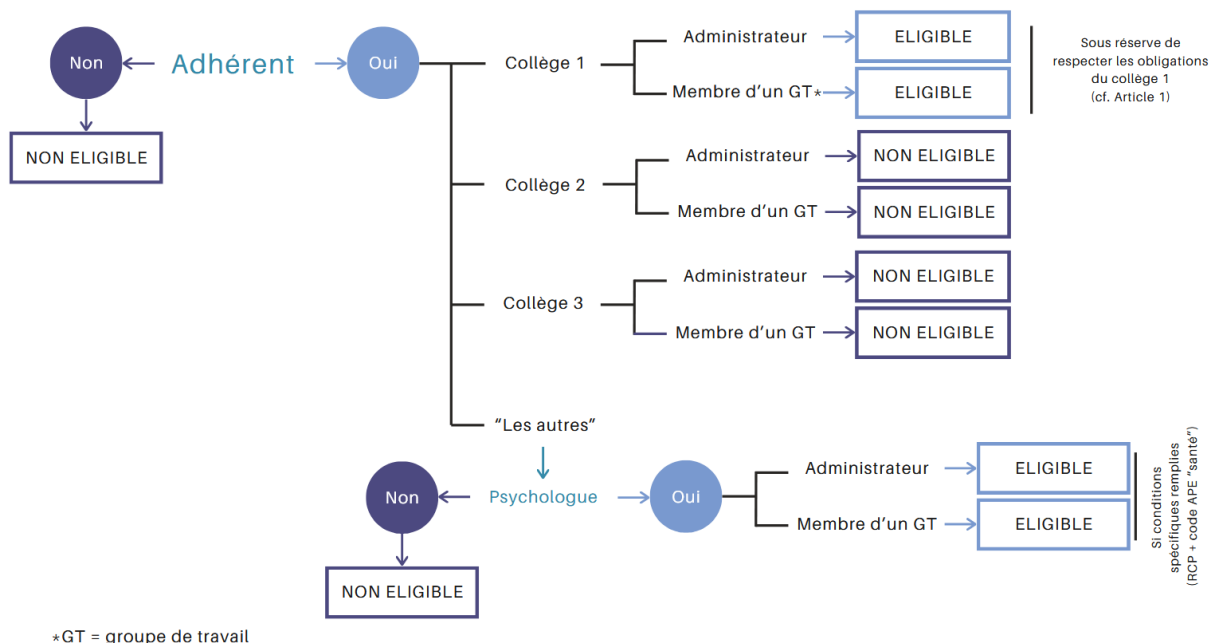 Non
Adhérent
Oui
NON ELIGIBLE
Collège 1
Administrateur
ELIGIBLE
Membre d'un GT*
ELIGIBLE
Sous réserve de
respecter les obligations
du collège 1
(cf. Article 1)
Collège 2
Administrateur
NON ELIGIBLE
Membre d'un GT
NON ELIGIBLE
Collège 3
Administrateur
NON ELIGIBLE
Membre d'un GT
NON ELIGIBLE
"Les autres"
Non
Psychologue
Oui
NON ELIGIBLE
Administrateur
ELIGIBLE
Membre d'un GT
ELIGIBLE
Si conditions
spécifiques remplies
(RCP + code APE "santé")
*GT = groupe de travail